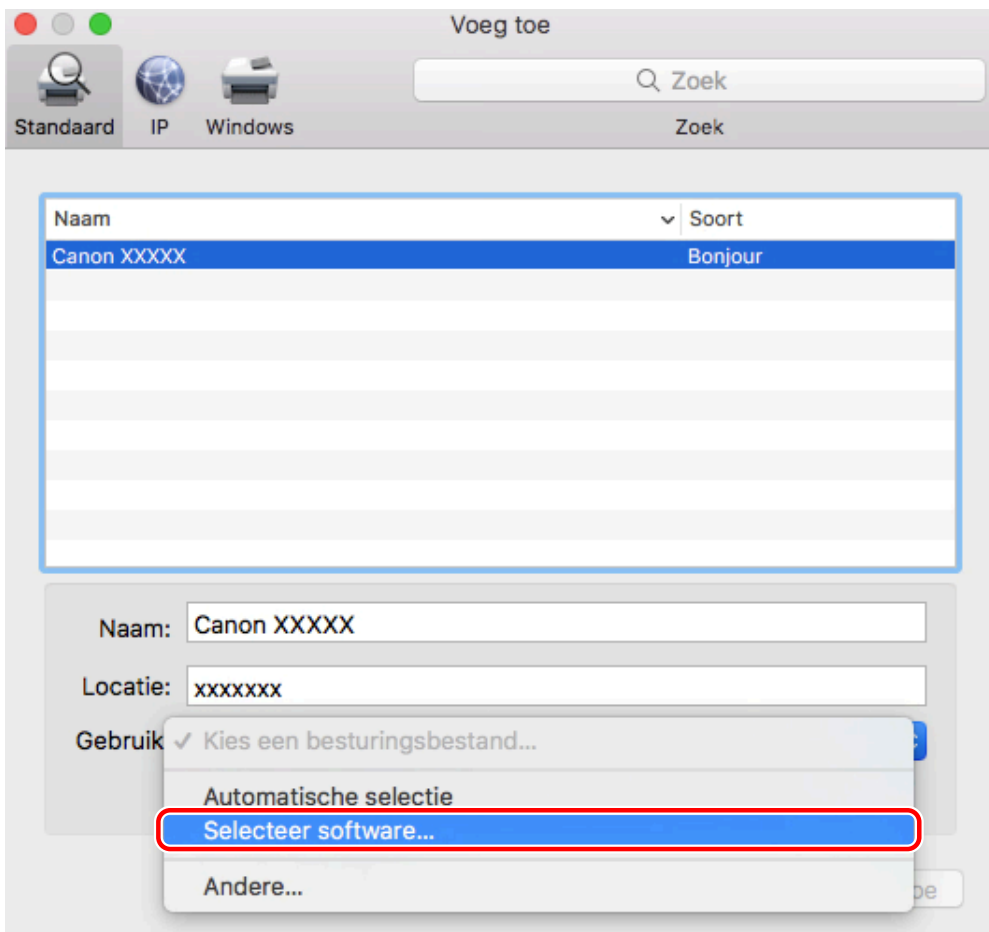 Voeg toe
Zoek
Standaard IP Windows Zoek
Naam Soort
Canon XXXXX Bonjour
Naam: Canon XXXXX
Locatie: xxxxxxx
Gebruik ✓ Kies een besturingsbestand...
Automatische selectie
Selecteer software...
Andere...